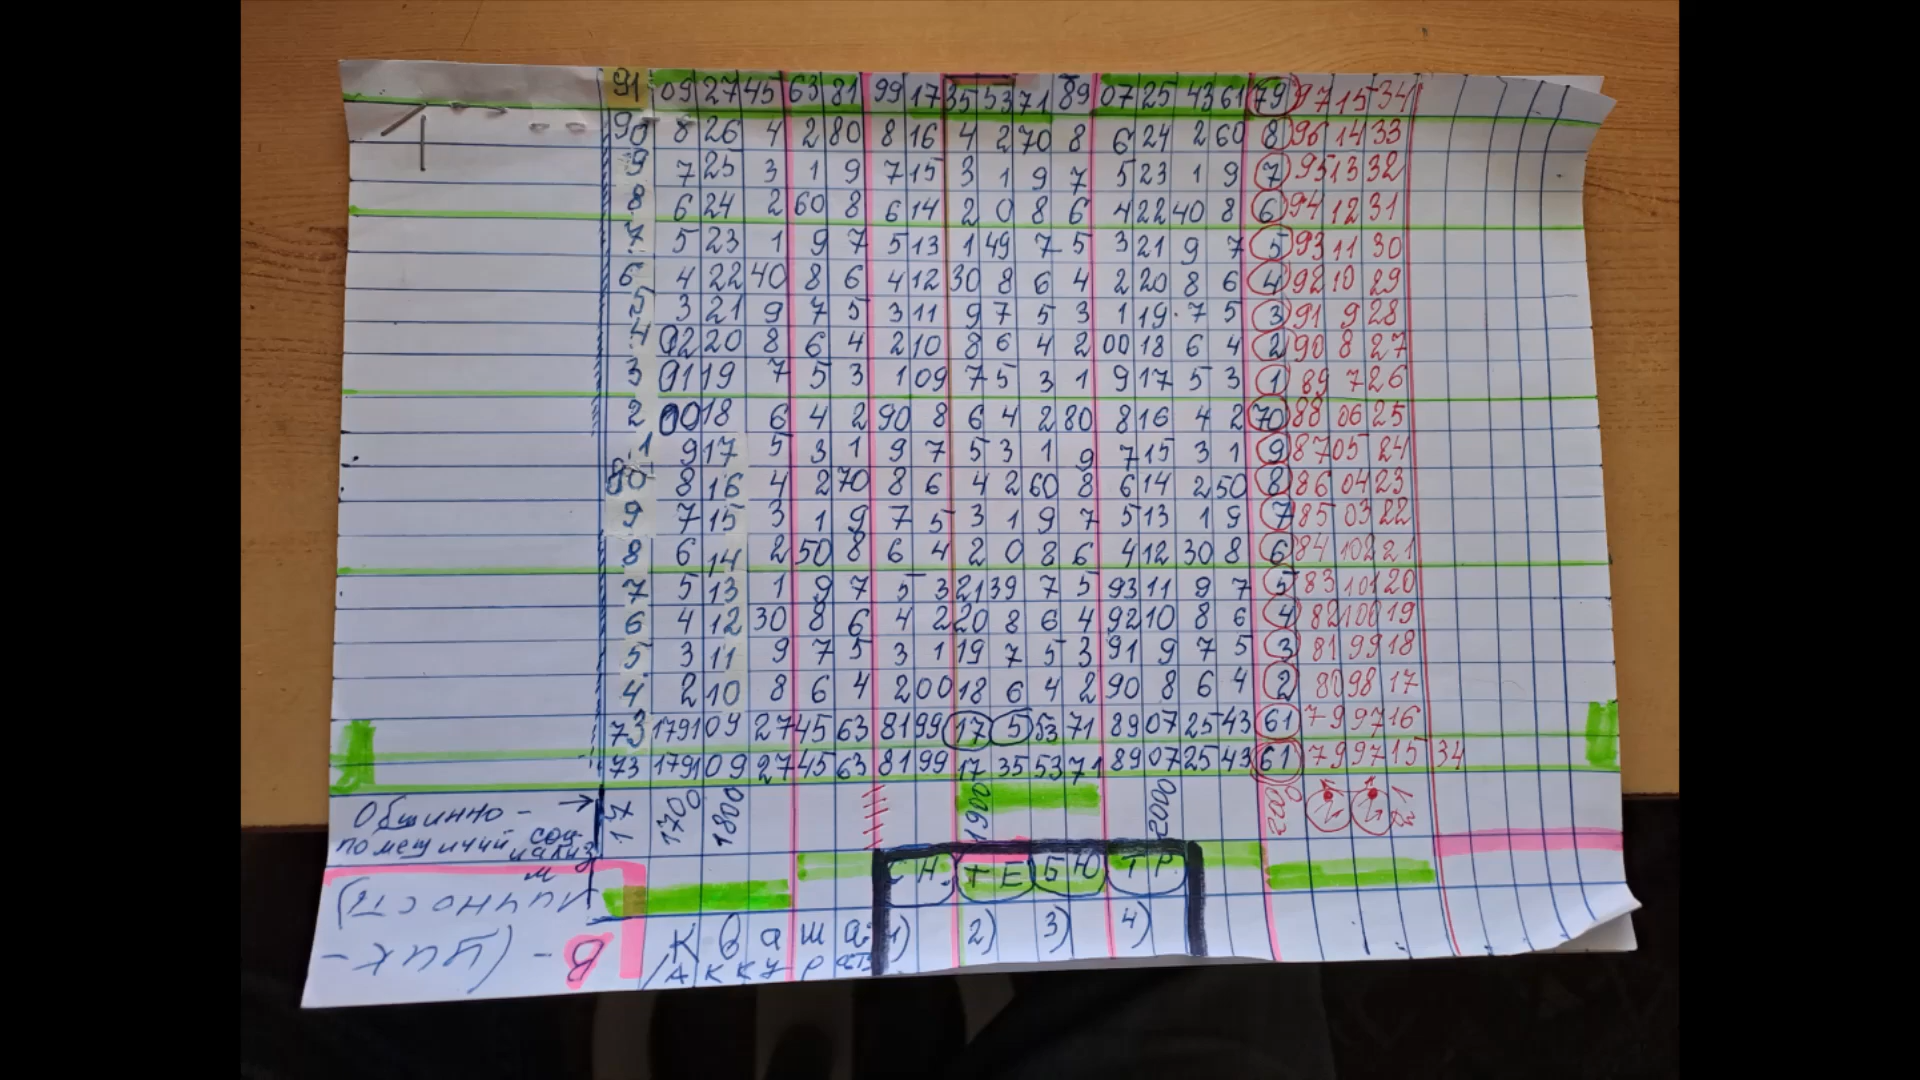 1
91 09 27 45 63 81 99 17 35 53 71 89 07 25 43 61 79 97 15 34
90 8 26 4 2 80 8 16 4 2 70 8 6 24 2 60 8 96 14 33
9 7 25 3 1 9 7 15 3 1 9 7 5 23 1 9 7 95 13 32
8 6 24 2 60 8 6 14 2 0 8 6 4 22 40 8 6 94 12 31
7 5 23 1 9 7 5 13 1 49 7 5 3 21 9 7 5 93 11 30
6 4 22 40 8 6 4 12 30 8 6 4 2 20 8 6 4 92 10 29
5 3 21 9 7 5 3 11 9 7 5 3 1 19 7 5 3 91 9 28
4 02 20 8 6 4 2 10 8 6 4 2 00 18 6 4 2 90 8 27
3 91 19 7 5 3 1 09 7 5 3 1 9 17 5 3 1 89 7 26
2 00 18 6 4 2 90 8 6 4 2 80 8 16 4 2 70 88 06 25
1 9 17 5 3 1 9 7 5 3 1 9 7 15 3 1 9 87 05 24
80 8 16 4 2 70 8 6 4 2 60 8 6 14 2 50 8 86 04 23
9 7 15 3 1 9 7 5 3 1 9 7 5 13 1 9 7 85 03 22
8 6 14 2 50 8 6 4 2 0 8 6 4 12 30 8 6 84 102 21
7 5 13 1 9 7 5 3 21 39 7 5 93 11 9 7 5 83 101 20
6 4 12 30 8 6 4 2 20 8 6 4 92 10 8 6 4 82 100 19
5 3 11 9 7 5 3 1 19 7 5 3 91 9 7 5 3 81 99 18
4 2 10 8 6 4 2 00 18 6 4 2 90 8 6 4 2 80 98 17
73 1791 09 27 45 63 81 99 17 5 53 71 89 07 25 43 61 79 97 16
73 1791 09 27 45 63 81 99 17 35 53 71 89 07 25 43 61 79 97 15 34
Общинно -
помещичий социализм
1700 1800 1900 2000 2022
С Н. Т Е Б Ю Т Р
Личность)
В - (Цик -
К В а ш а 1) 2) 3) 4)
/А К К У Р